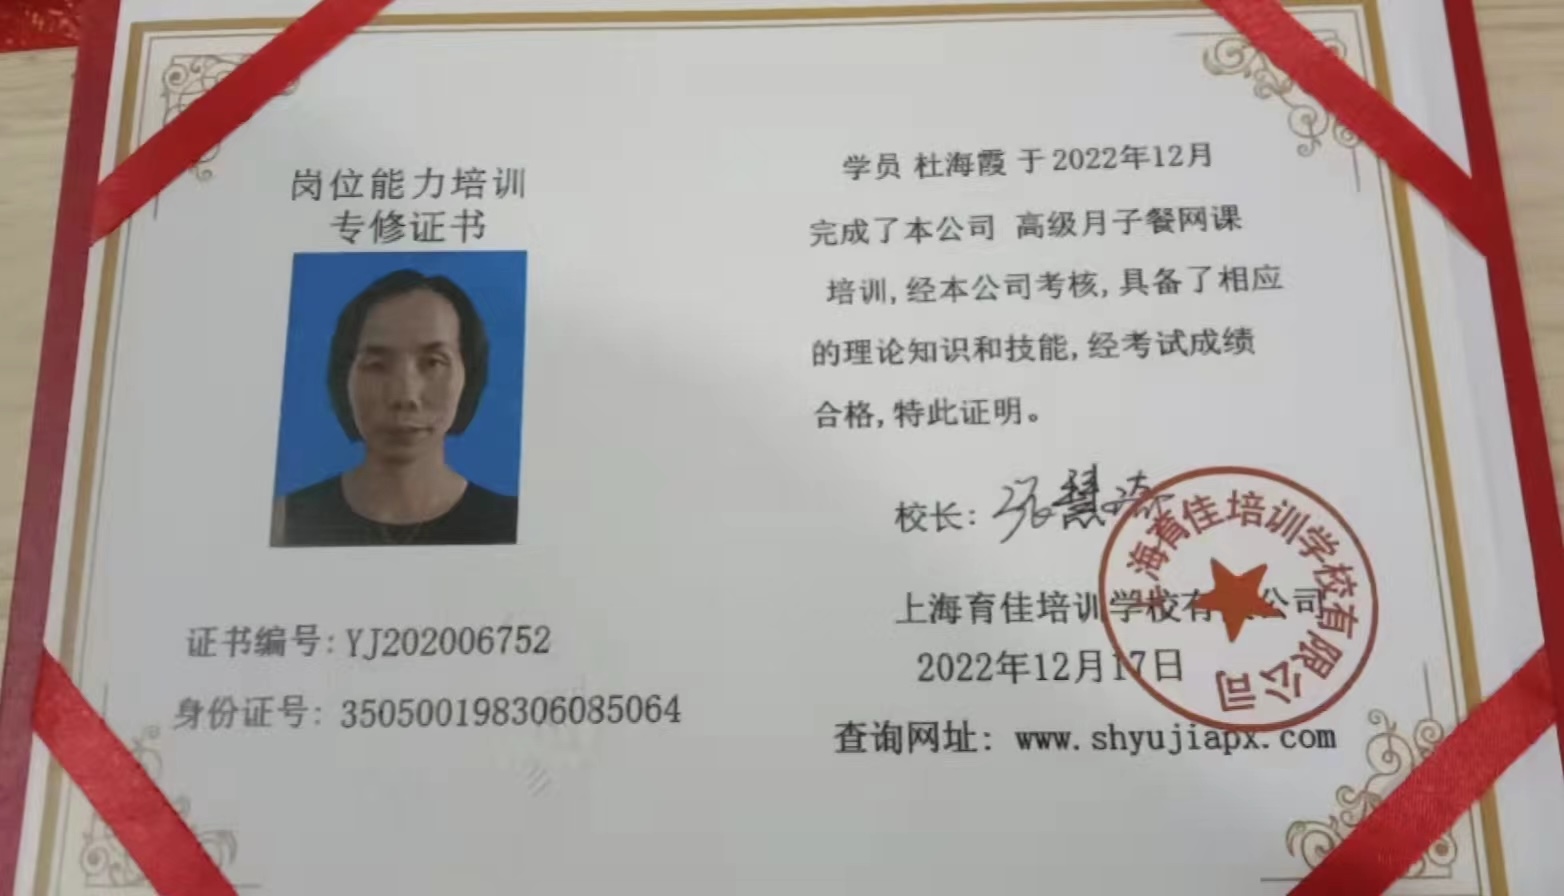 岗位能力培训
专修证书
证书编号: YJ202006752
身份证号: 350500198306085064
学员 杜海霞 于2022年12月
完成了本公司 高级月子餐网课
培训,经本公司考核,具备了相应
的理论知识和技能,经考试成绩
合格,特此证明。
校长:
上海育佳培训学校有限公司
2022年12月17日
查询网址: www.shyujiapx.com
上海育佳培训学校有限公司